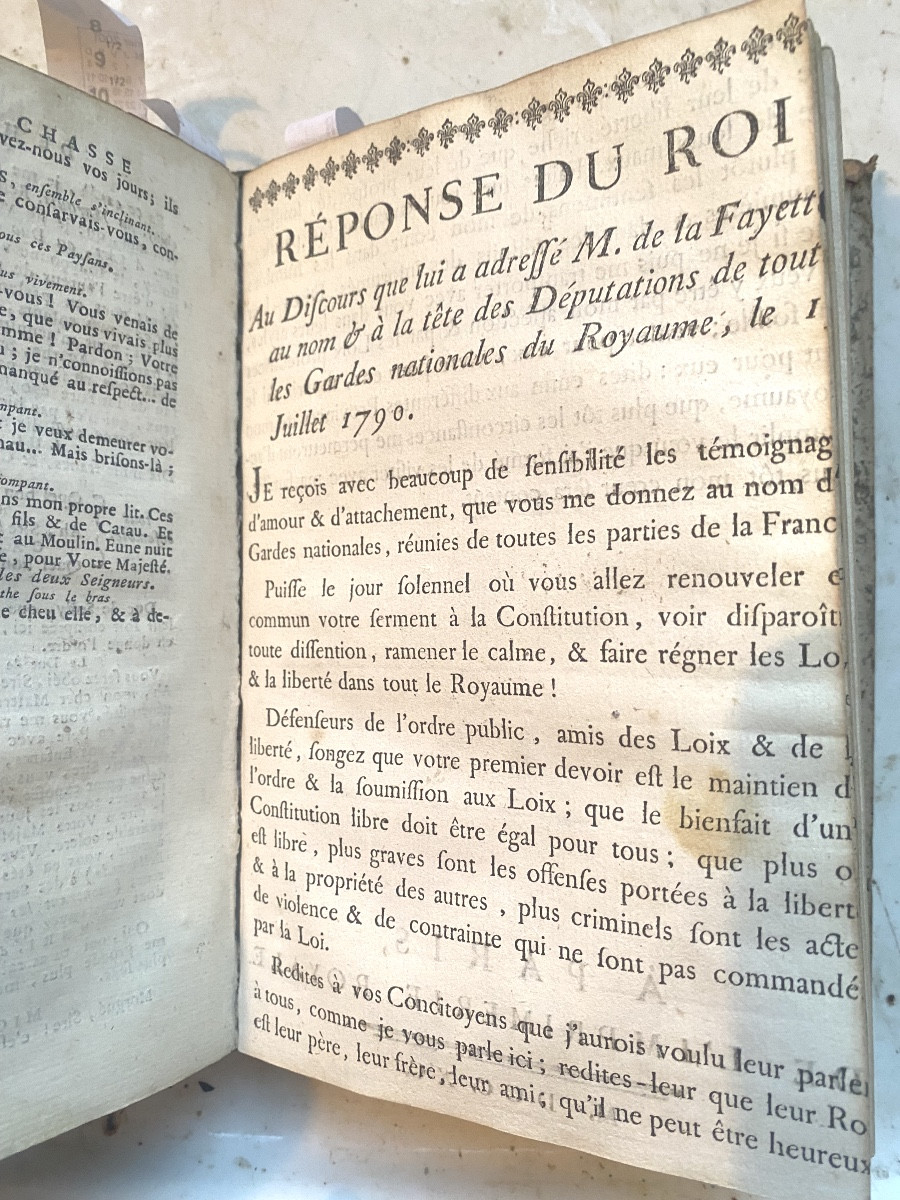 CHASSE
vez-nous vos jours; ils
S, enſemble s'inclinant.
conſarvais-vous, con-
ous ces Payſans.
us vivement.
-vous! Vous venais de
e, que vous vivais plus
omme! Pardon; Votre
; je n'connoiſſions pas
manqué au reſpect... de
mpant.
je veux demeurer vo-
nau... Mais briſons-là;
ompant.
ns mon propre lit. Ces
fils & de Catau. Et
au Moulin. Eune nuit
e, pour Votre Majeſté.
les deux Seigneurs.
the ſous le bras.
e cheu elle, & à de-
RÉPONSE DU ROI
Au Diſcours que lui a adreſſé M. de la Fayett
au nom & à la tête des Députations de tout
les Gardes nationales du Royaume, le 1
Juillet 1790.
JE reçois avec beaucoup de ſenſibilité les témoignag
d'amour & d'attachement, que vous me donnez au nom d
Gardes nationales, réunies de toutes les parties de la Franc
Puiſſe le jour ſolennel où vous allez renouveler e
commun votre ſerment à la Conſtitution, voir diſparoît
toute diſſention, ramener le calme, & faire régner les Lo
& la liberté dans tout le Royaume!
Défenſeurs de l'ordre public, amis des Loix & de l
liberté, ſongez que votre premier devoir eſt le maintien d
l'ordre & la ſoumiſſion aux Loix; que le bienfait d'un
Conſtitution libre doit être égal pour tous; que plus o
eſt libre, plus graves ſont les offenſes portées à la libert
& à la propriété des autres, plus criminels ſont les acte
de violence & de contrainte qui ne ſont pas commandé
par la Loi.
Redites à vos Concitoyens que j'aurois voulu leur parle
à tous, comme je vous parle ici; redites-leur que leur Ro
eſt leur père, leur frère, leur ami; qu'il ne peut être heureux